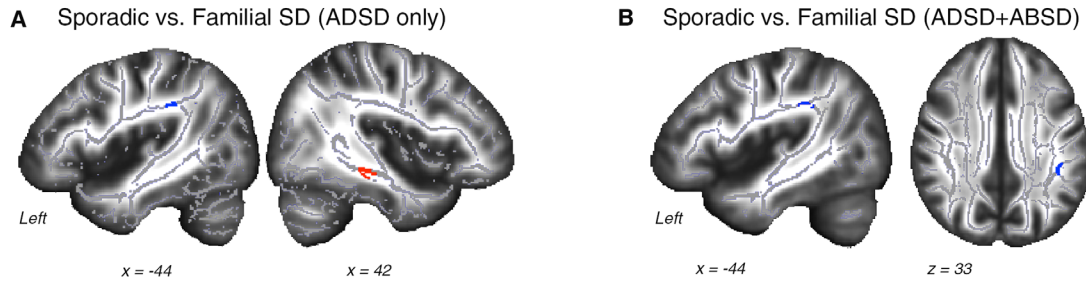 A Sporadic vs. Familial SD (ADSD only)
Left
x = -44
x = 42
B Sporadic vs. Familial SD (ADSD+ABSD)
Left
x = -44
z = 33